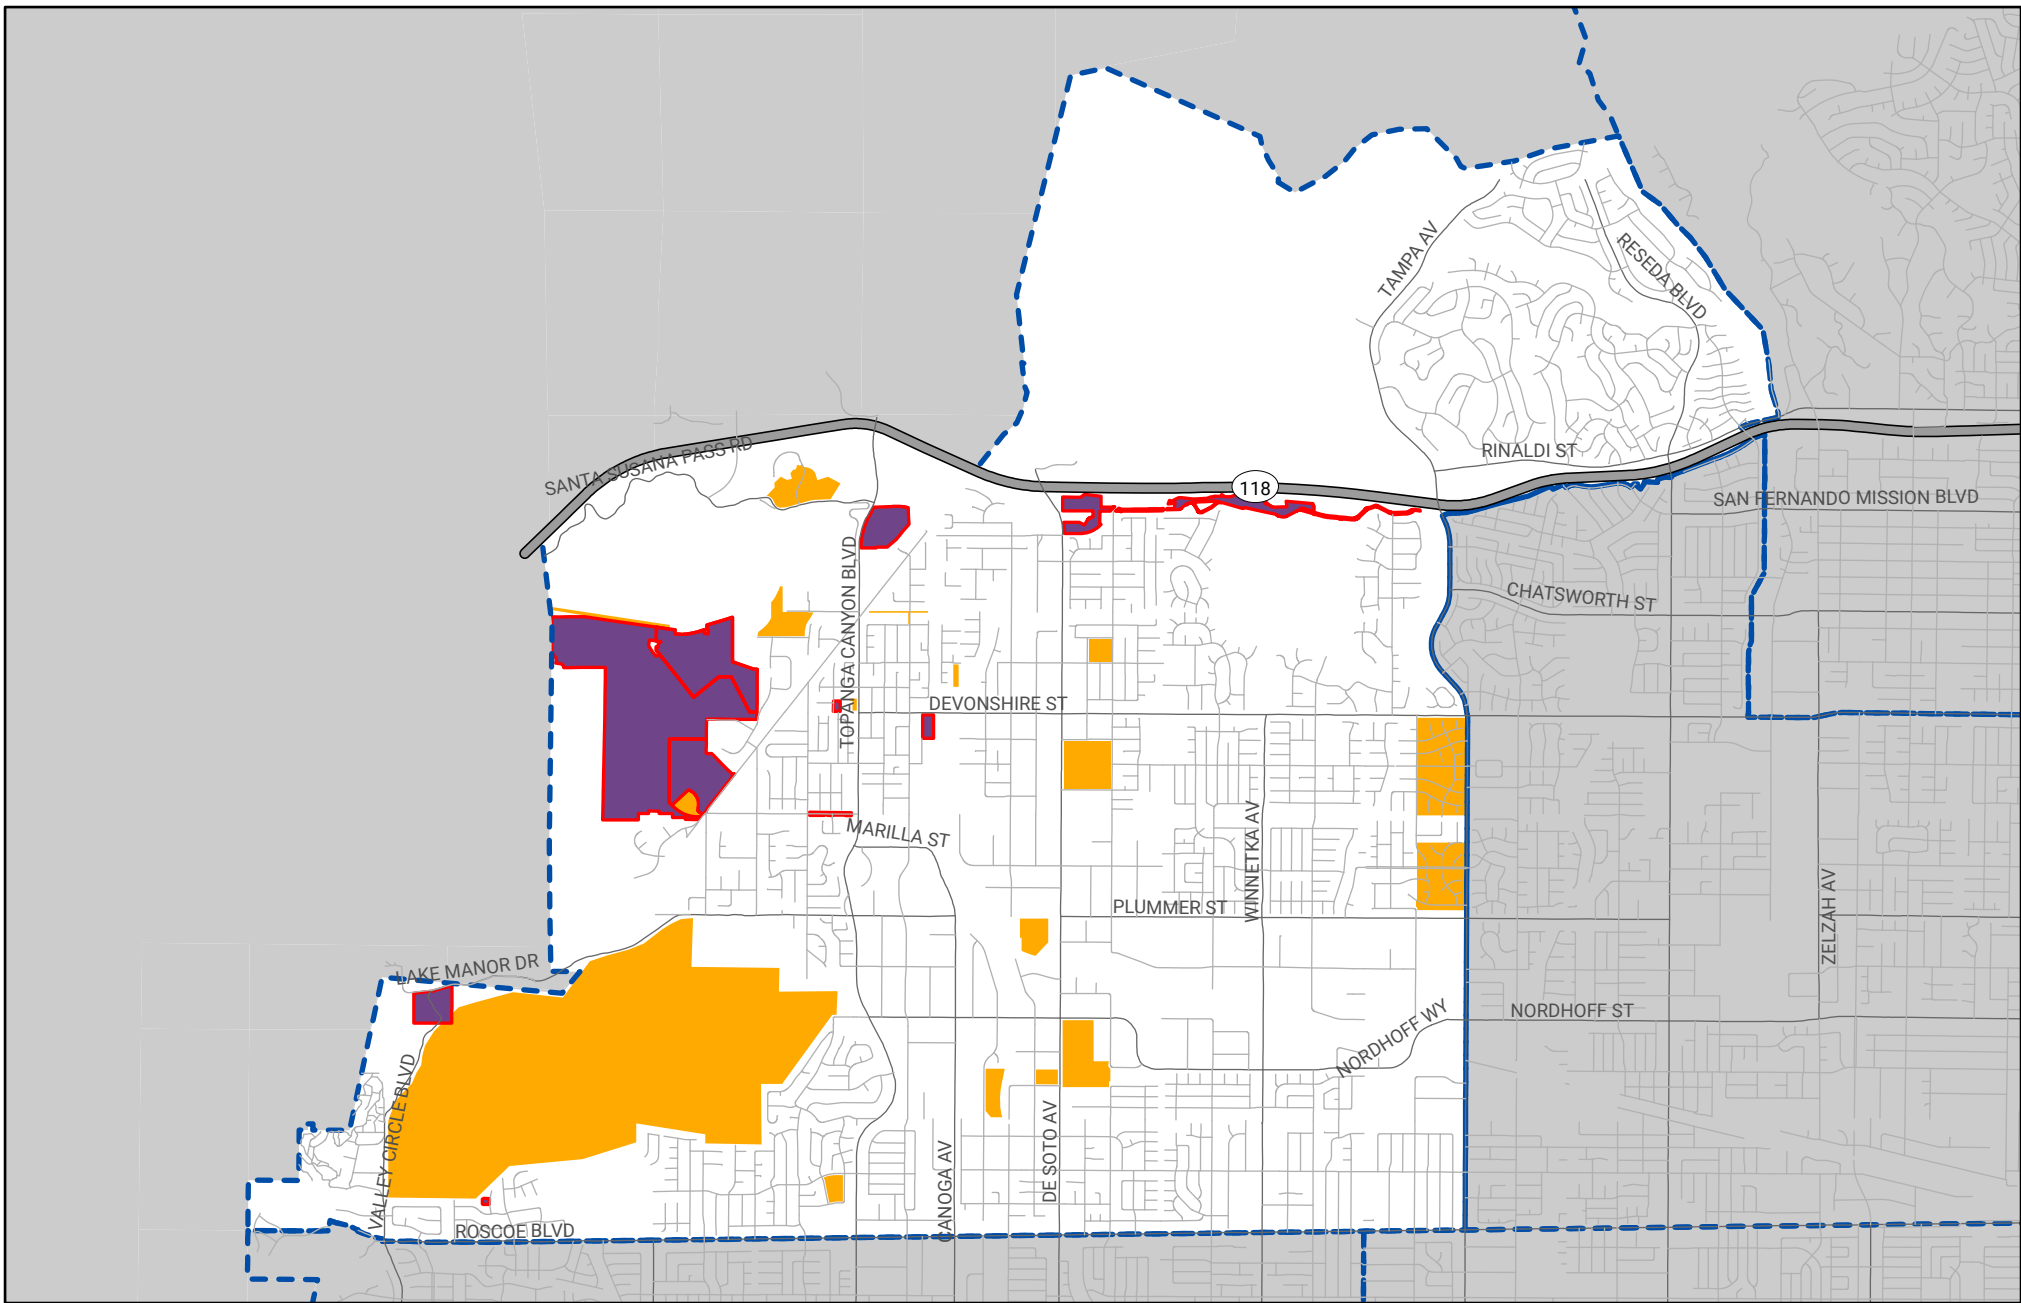 TAMPA AV
RESEDA BLVD
SANTA SUSANA PASS RD
RINALDI ST
118
SAN FERNANDO MISSION BLVD
TOPANGA CANYON BLVD
CHATSWORTH ST
DEVONSHIRE ST
MARILLA ST
WINNETKA AV
PLUMMER ST
ZELZAH AV
LAKE MANOR DR
NORDHOFF ST
NORDHOFF WY
VALLEY CIRCLE BLVD
DE SOTO AV
CANOGA AV
ROSCOE BLVD